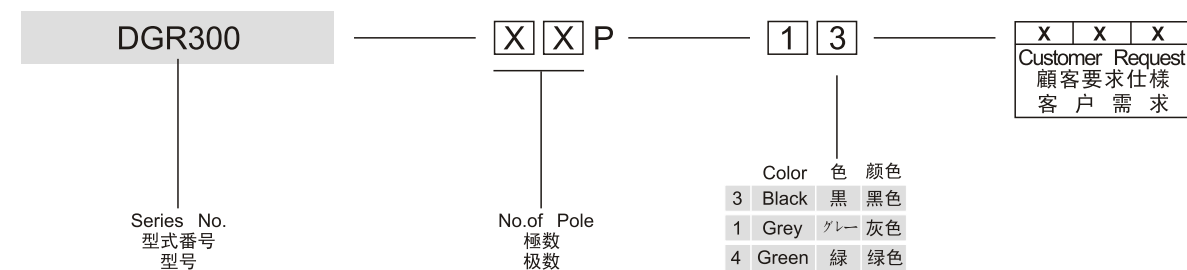 DGR300
X X P
1 3
X X X
Customer Request
顧客要求仕様
客户需求
Series No.
型式番号
型号
No.of Pole
極数
极数
Color 色 颜色
3 Black 黒 黑色
1 Grey グレー 灰色
4 Green 緑 绿色